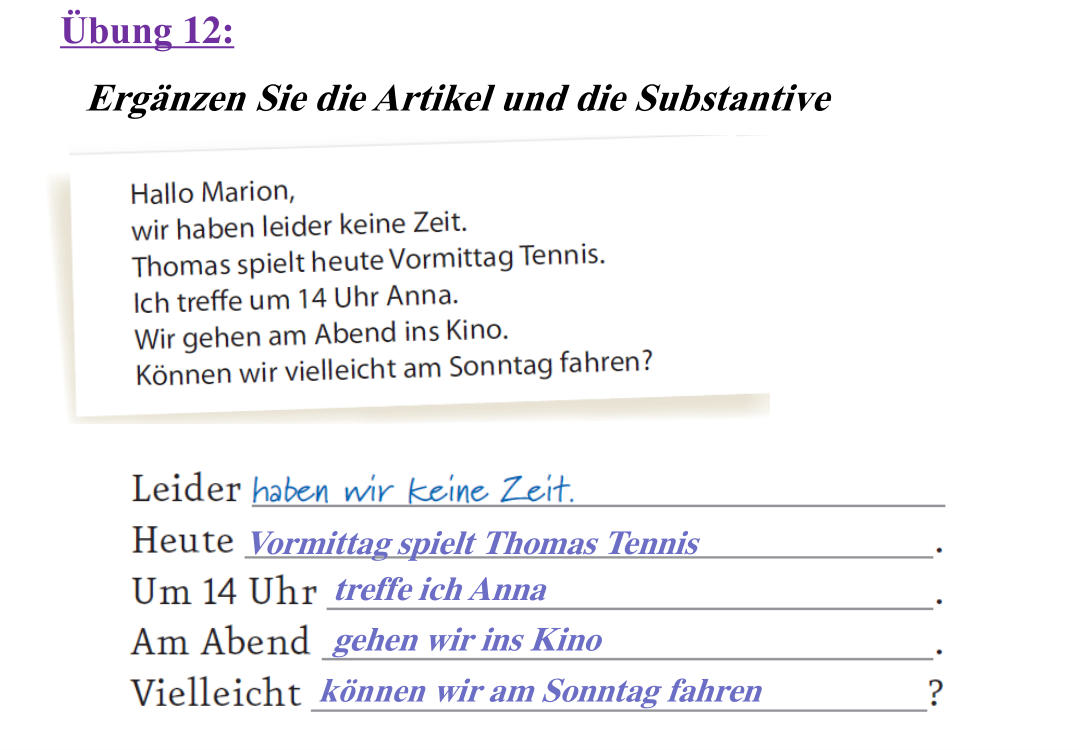 Übung 12:
Ergänzen Sie die Artikel und die Substantive
Hallo Marion,
wir haben leider keine Zeit.
Thomas spielt heute Vormittag Tennis.
Ich treffe um 14 Uhr Anna.
Wir gehen am Abend ins Kino.
Können wir vielleicht am Sonntag fahren?
Leider haben wir keine Zeit.
Heute Vormittag spielt Thomas Tennis.
Um 14 Uhr treffe ich Anna.
Am Abend gehen wir ins Kino.
Vielleicht können wir am Sonntag fahren?